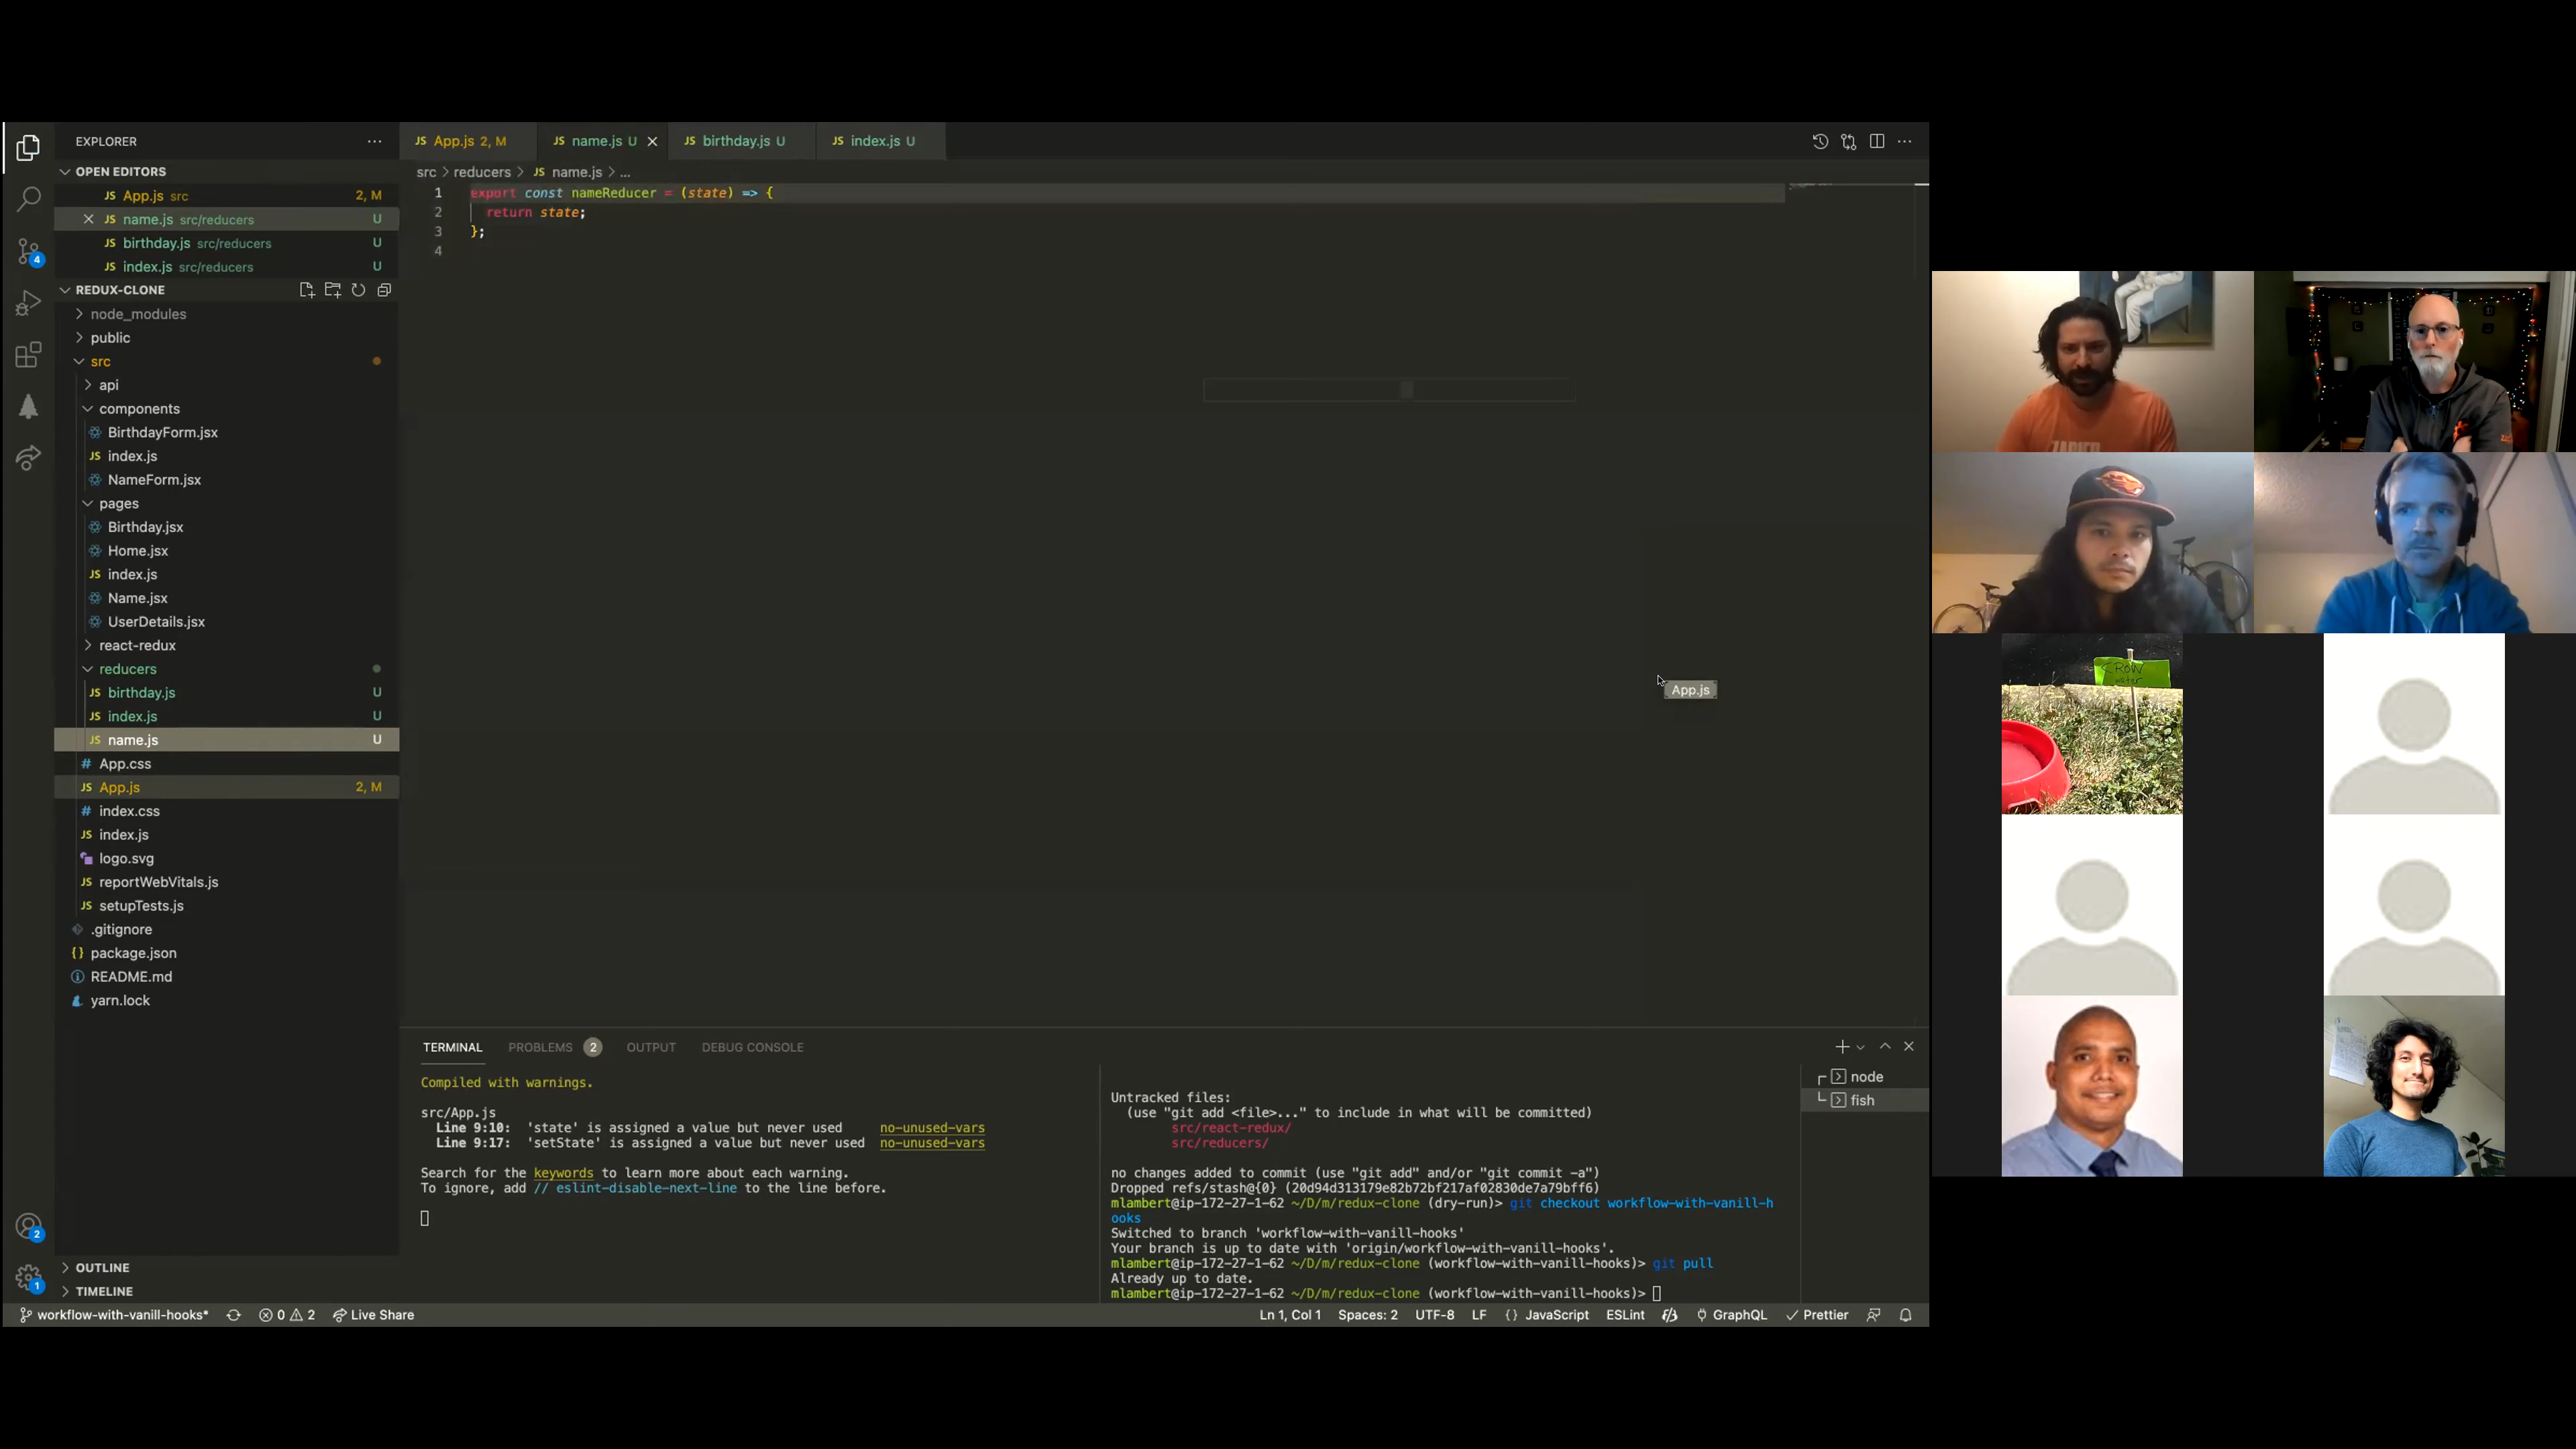 EXPLORER
OPEN EDITORS
App.js src 2, M
name.js src/reducers U
birthday.js src/reducers U
index.js src/reducers U
REDUX-CLONE
node_modules
public
src
api
components
BirthdayForm.jsx
index.js
NameForm.jsx
pages
Birthday.jsx
Home.jsx
index.js
Name.jsx
UserDetails.jsx
react-redux
reducers
birthday.js U
index.js U
name.js U
App.css
App.js 2, M
index.css
index.js
logo.svg
reportWebVitals.js
setupTests.js
.gitignore
package.json
README.md
yarn.lock
OUTLINE
TIMELINE
App.js 2, M name.js U birthday.js U index.js U
src > reducers > JS name.js > ...
1 export const nameReducer = (state) => {
2 return state;
3 };
4
App.js
TERMINAL PROBLEMS 2 OUTPUT DEBUG CONSOLE
Compiled with warnings.
src/App.js
Line 9:10: 'state' is assigned a value but never used no-unused-vars
Line 9:17: 'setState' is assigned a value but never used no-unused-vars
Search for the keywords to learn more about each warning.
To ignore, add // eslint-disable-next-line to the line before.
Untracked files:
(use "git add <file>..." to include in what will be committed)
src/react-redux/
src/reducers/
no changes added to commit (use "git add" and/or "git commit -a")
Dropped refs/stash@{0} (20d94d313179e82b72bf217af02830de7a79bff6)
mlambert@ip-172-27-1-62 ~/D/m/redux-clone (dry-run)> git checkout workflow-with-vanill-h
ooks
Switched to branch 'workflow-with-vanill-hooks'
Your branch is up to date with 'origin/workflow-with-vanill-hooks'.
mlambert@ip-172-27-1-62 ~/D/m/redux-clone (workflow-with-vanill-hooks)> git pull
Already up to date.
mlambert@ip-172-27-1-62 ~/D/m/redux-clone (workflow-with-vanill-hooks)>
node
fish
workflow-with-vanill-hooks* 0 2 Live Share
Ln 1, Col 1 Spaces: 2 UTF-8 LF {} JavaScript ESLint GraphQL Prettier
CROW
water